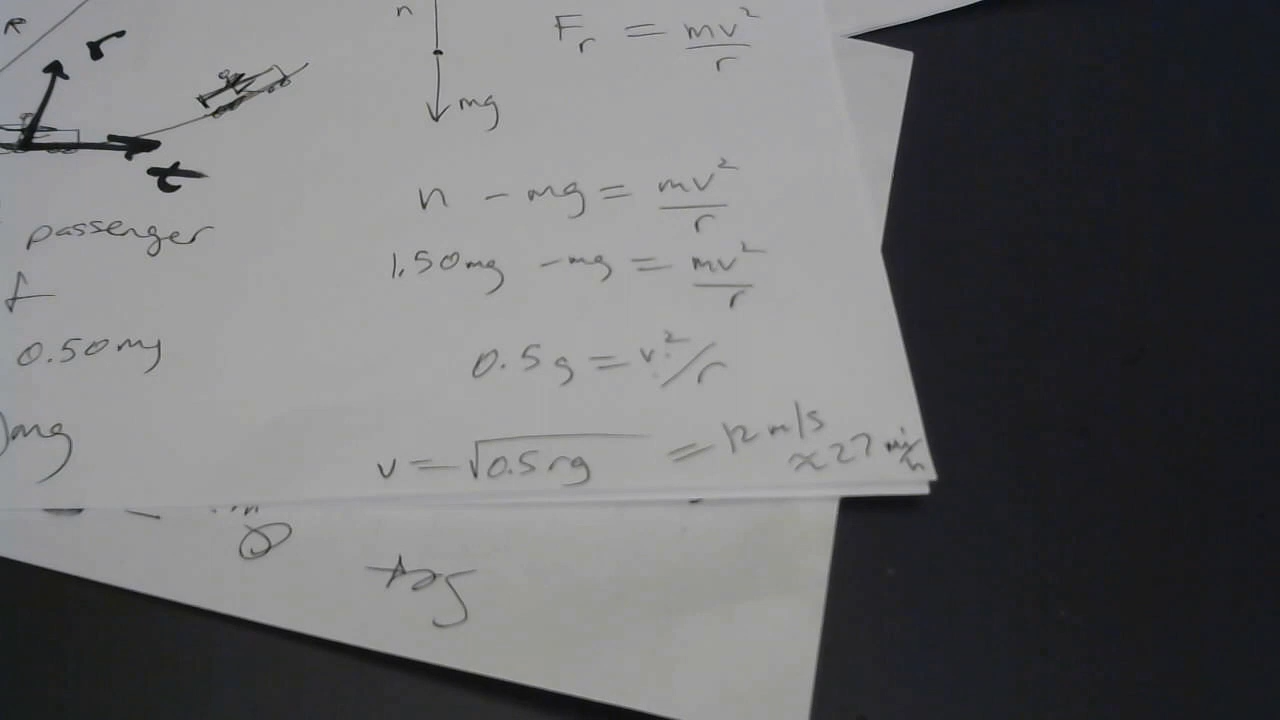 R
r
t
passenger
0.50mg
)mg
n
mg
F_r = mv²/r
n - mg = mv²/r
1.50mg - mg = mv²/r
0.5g = v²/r
v = √0.5rg = 12 m/s
≈ 27 mi/h